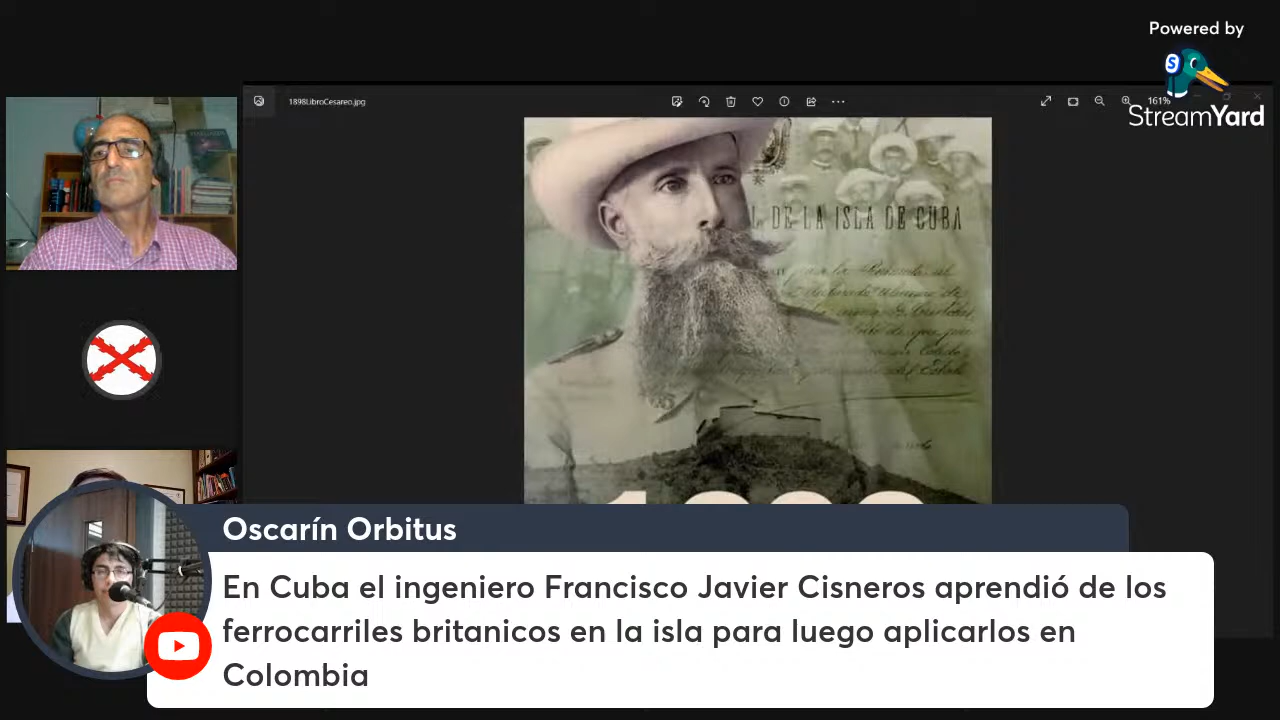 Powered by
StreamYard
1898LibroCesareo.jpg
161%
DE LA ISLA DE CUBA
Oscarín Orbitus
En Cuba el ingeniero Francisco Javier Cisneros aprendió de los
ferrocarriles britanicos en la isla para luego aplicarlos en
Colombia